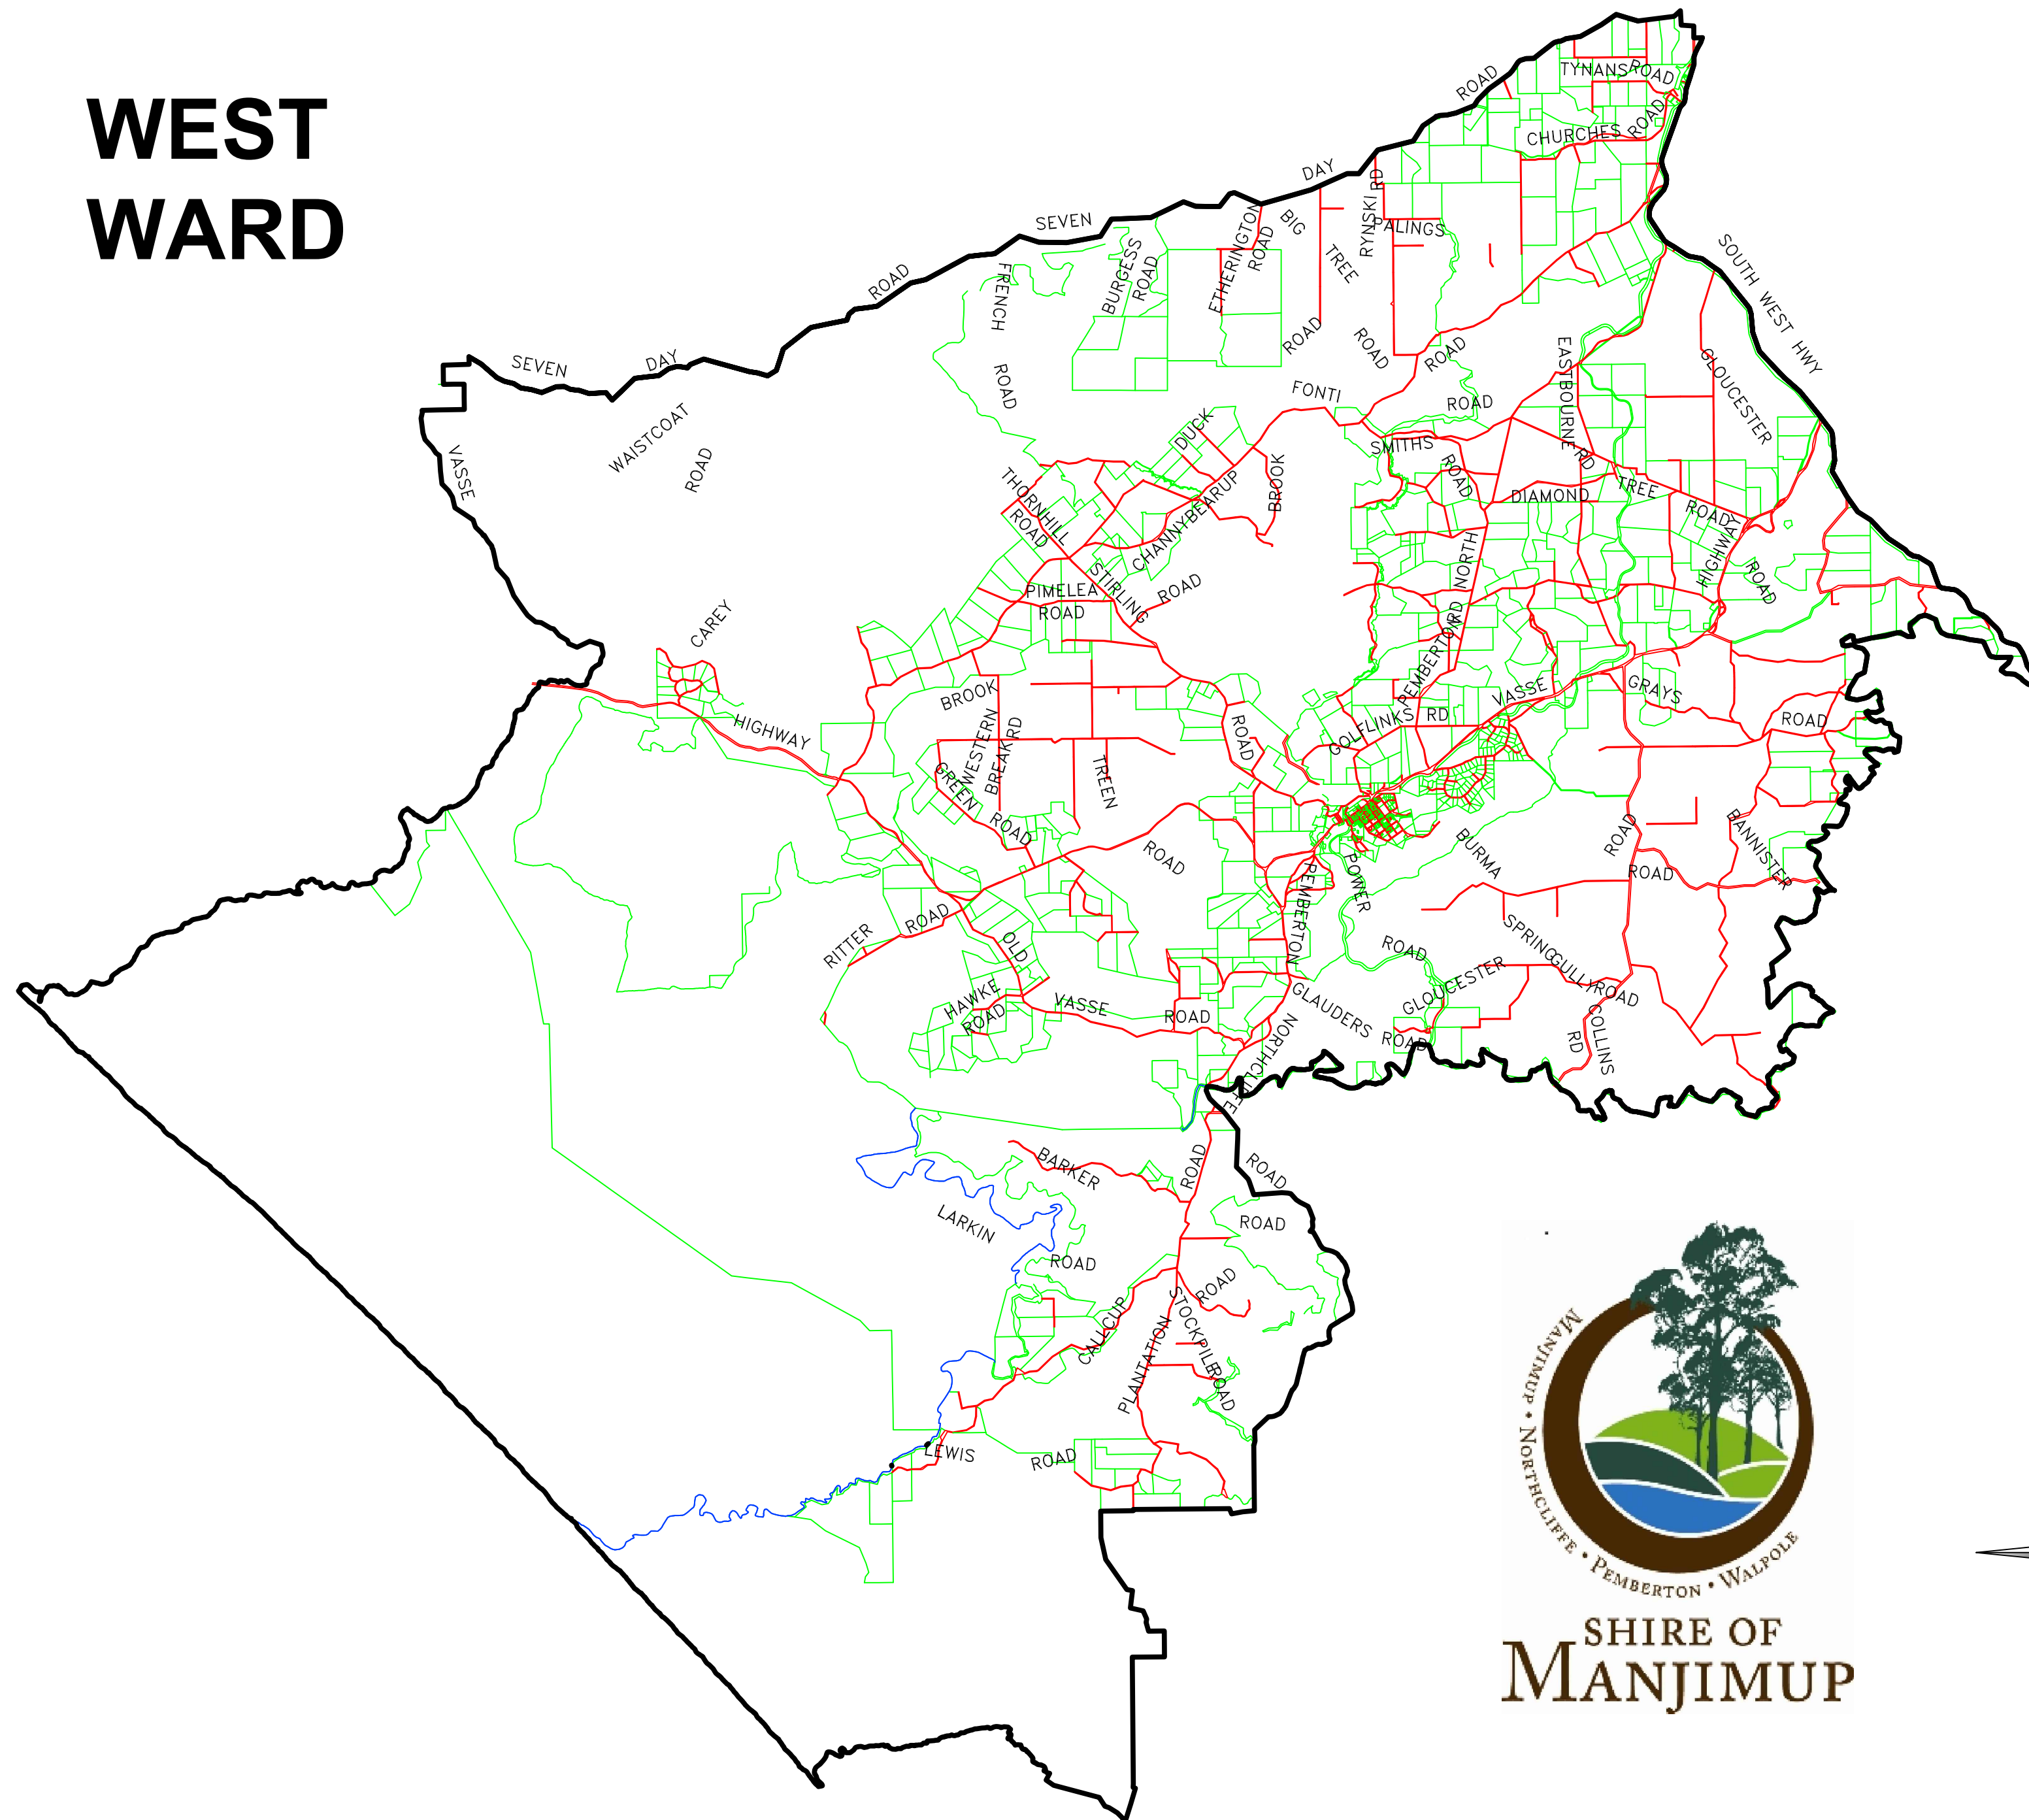 WEST
WARD
TYNANS ROAD
CHURCHES ROAD
SEVEN DAY ROAD
SEVEN DAY ROAD
BIG TREE ROAD
RYNSKI RD
PALINGS ROAD
ETHERINGTON ROAD
BURGESS ROAD
FRENCH ROAD
SOUTH WEST HWY
WAISTCOAT ROAD
VASSE
FONTI ROAD
SMITHS ROAD
EASTBOURNE RD
GLOUCESTER
DUCK
ROAD
THORNHILL ROAD
CHANNYBEARUP
BROOK
ROAD
DIAMOND TREE ROAD
HIGHWAY
ROAD
STIRLING
PIMELEA ROAD
PEMBERTON NORTH RD
CAREY
BROOK
HIGHWAY
WESTERN BREAK RD
GREEN ROAD
TREEN
ROAD
ROAD
GOLFLINKS RD
VASSE
GRAYS
ROAD
BANNISTER
ROAD
ROAD
BURMA
POWER
PEMBERTON
ROAD
RITTER ROAD
OLD
VASSE
ROAD
HAWKE ROAD
SPRING GULLY ROAD
GLOUCESTER
ROAD
GLAUDERS
NORTHCLIFFE
COLLINS RD
BARKER
ROAD
ROAD
ROAD
LARKIN
ROAD
CALLCUP
ROAD
STOCKPILE
ROAD
PLANTATION
LEWIS
ROAD
MANJIMUP • NORTHCLIFFE • PEMBERTON • WALPOLE
SHIRE OF
MANJIMUP